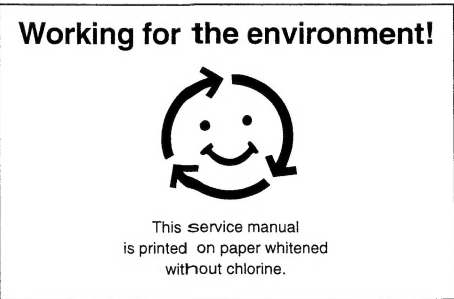 Working for the environment!
This service manual
is printed on paper whitened
without chlorine.